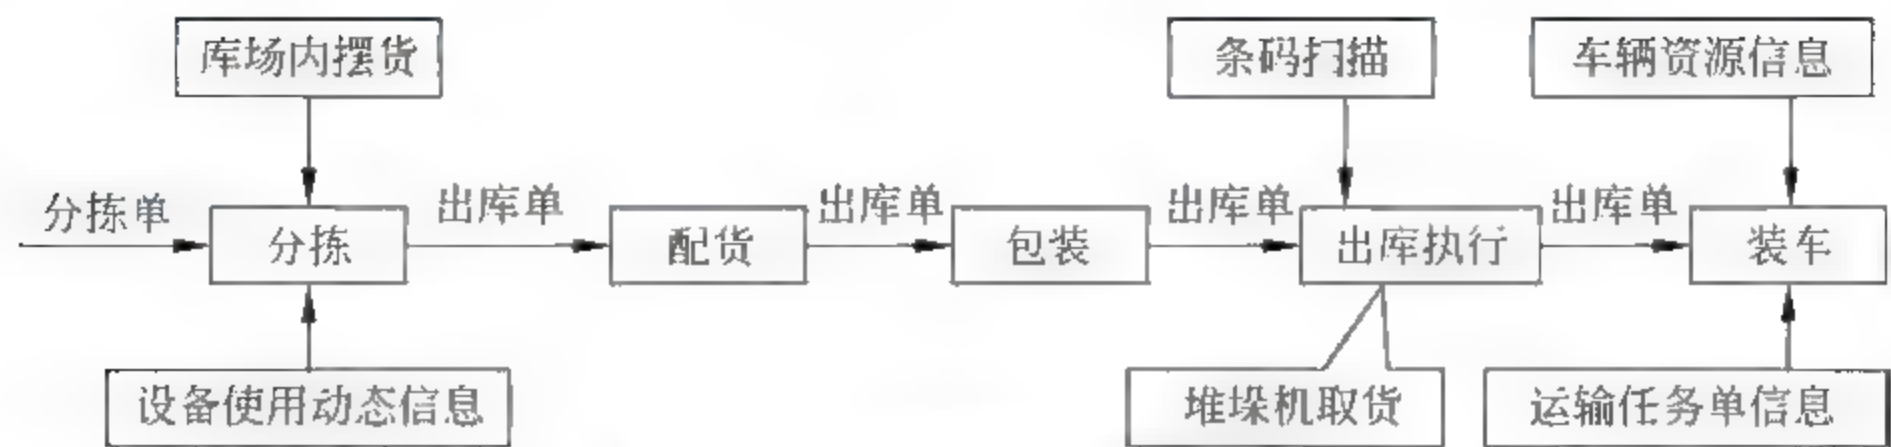 库场内摆货
条码扫描
车辆资源信息
分拣单
出库单
出库单
出库单
出库单
分拣
配货
包装
出库执行
装车
设备使用动态信息
堆垛机取货
运输任务单信息